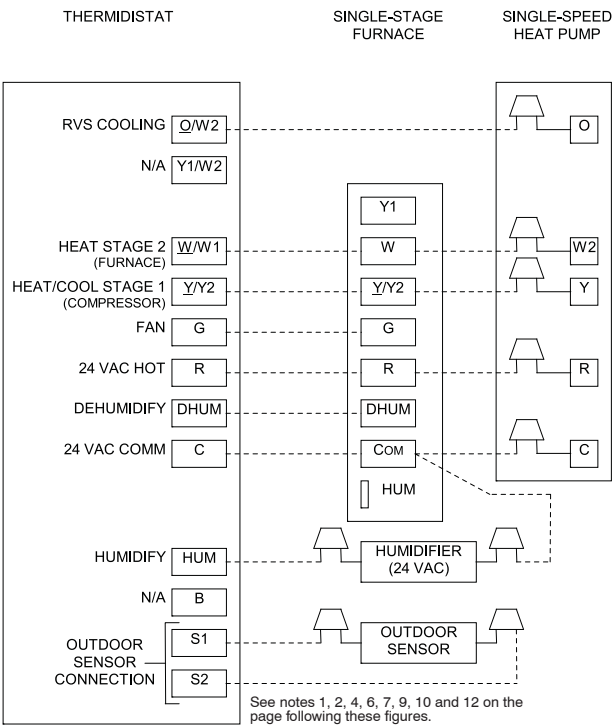 THERMIDISTAT
SINGLE-STAGE
FURNACE
SINGLE-SPEED
HEAT PUMP
RVS COOLING
O/W2
O
N/A
Y1/W2
Y1
HEAT STAGE 2
(FURNACE)
W/W1
W
W2
HEAT/COOL STAGE 1
(COMPRESSOR)
Y/Y2
Y/Y2
Y
FAN
G
G
24 VAC HOT
R
R
R
DEHUMIDIFY
DHUM
DHUM
24 VAC COMM
C
COM
C
HUM
HUMIDIFY
HUM
HUMIDIFIER
(24 VAC)
N/A
B
OUTDOOR
SENSOR
CONNECTION
S1
S2
OUTDOOR
SENSOR
See notes 1, 2, 4, 6, 7, 9, 10 and 12 on the
page following these figures.